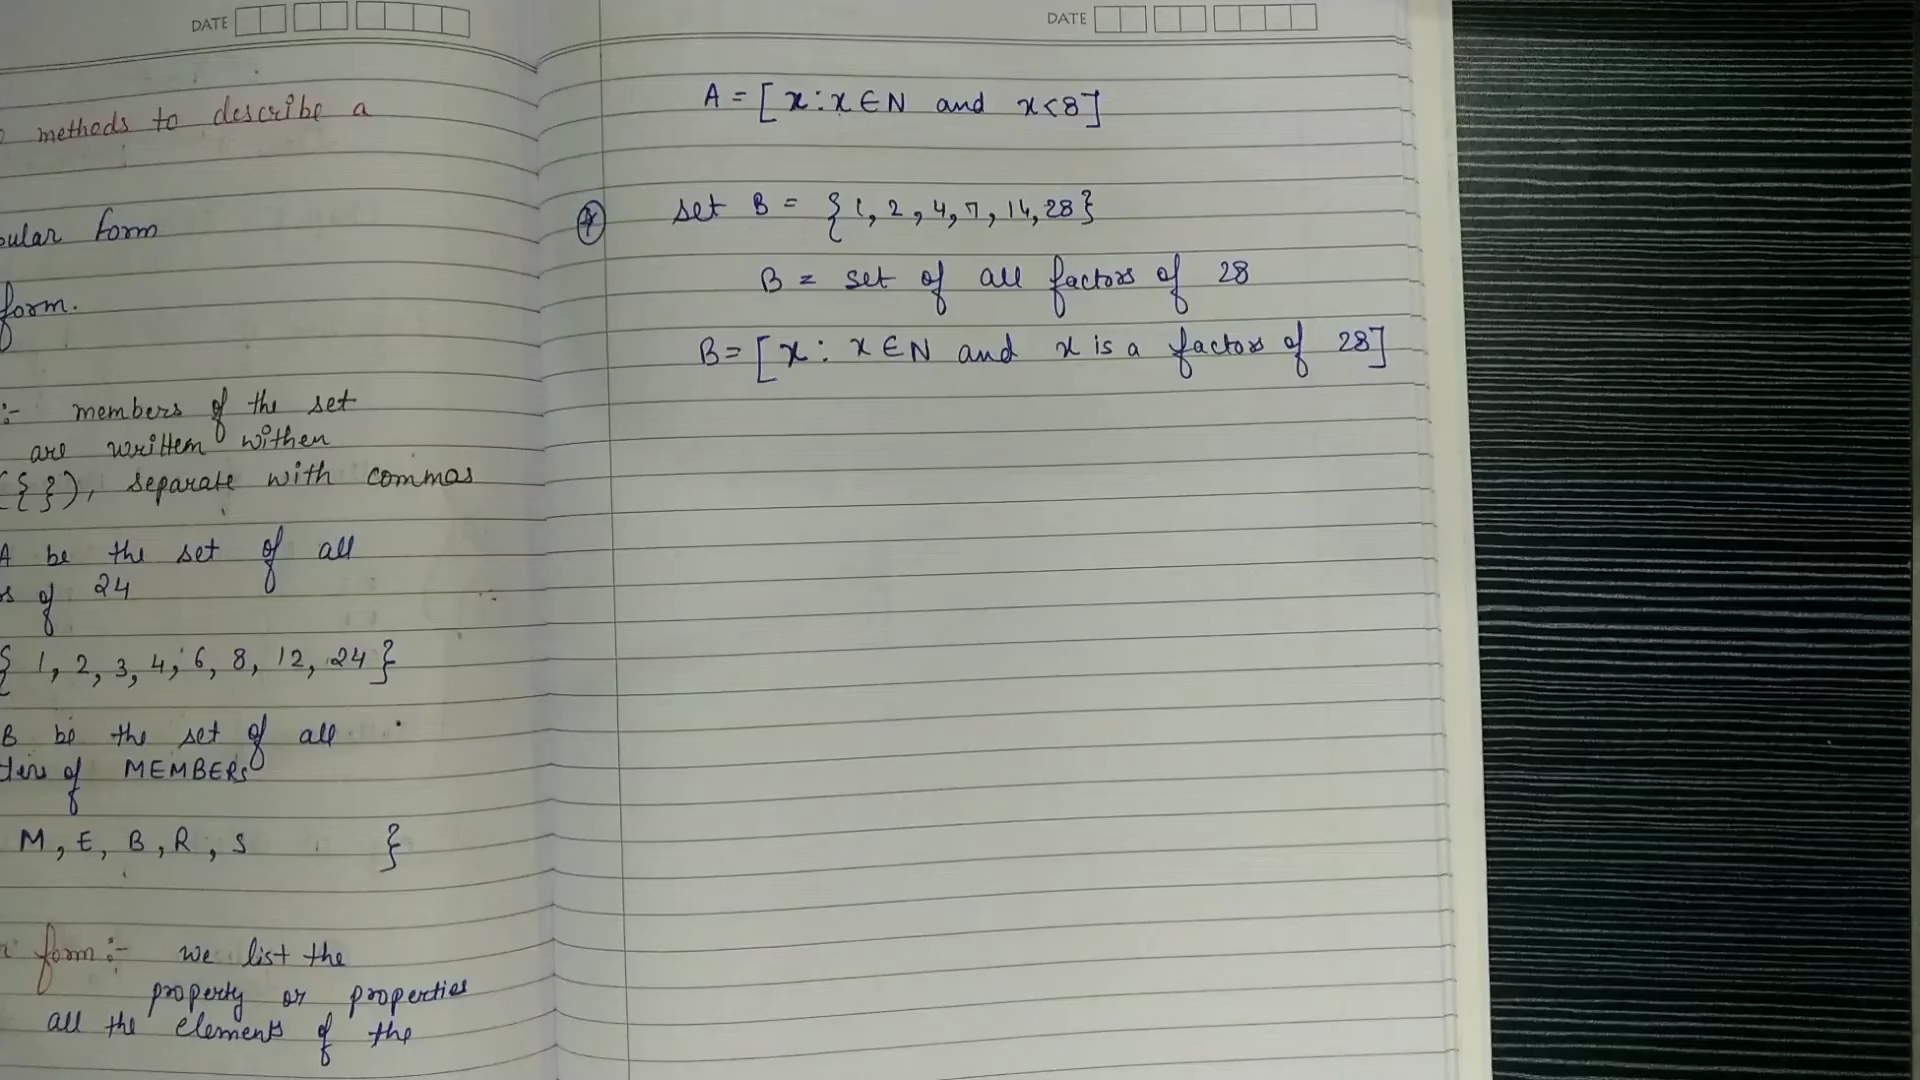 DATE
methods to describe a
form
form.
:- members of the set
are written withen
({ }), separate with commas
A be the set of all
of 24
{ 1, 2, 3, 4, 6, 8, 12, 24 }
B be the set of all
of MEMBERS
M, E, B, R, S }
form :- we list the
property or properties
all the elements of the
DATE
A = [ x : x ∈ N and x < 8 ]
set B = { 1, 2, 4, 7, 14, 28 }
B = set of all factors of 28
B = [ x : x ∈ N and x is a factor of 28 ]